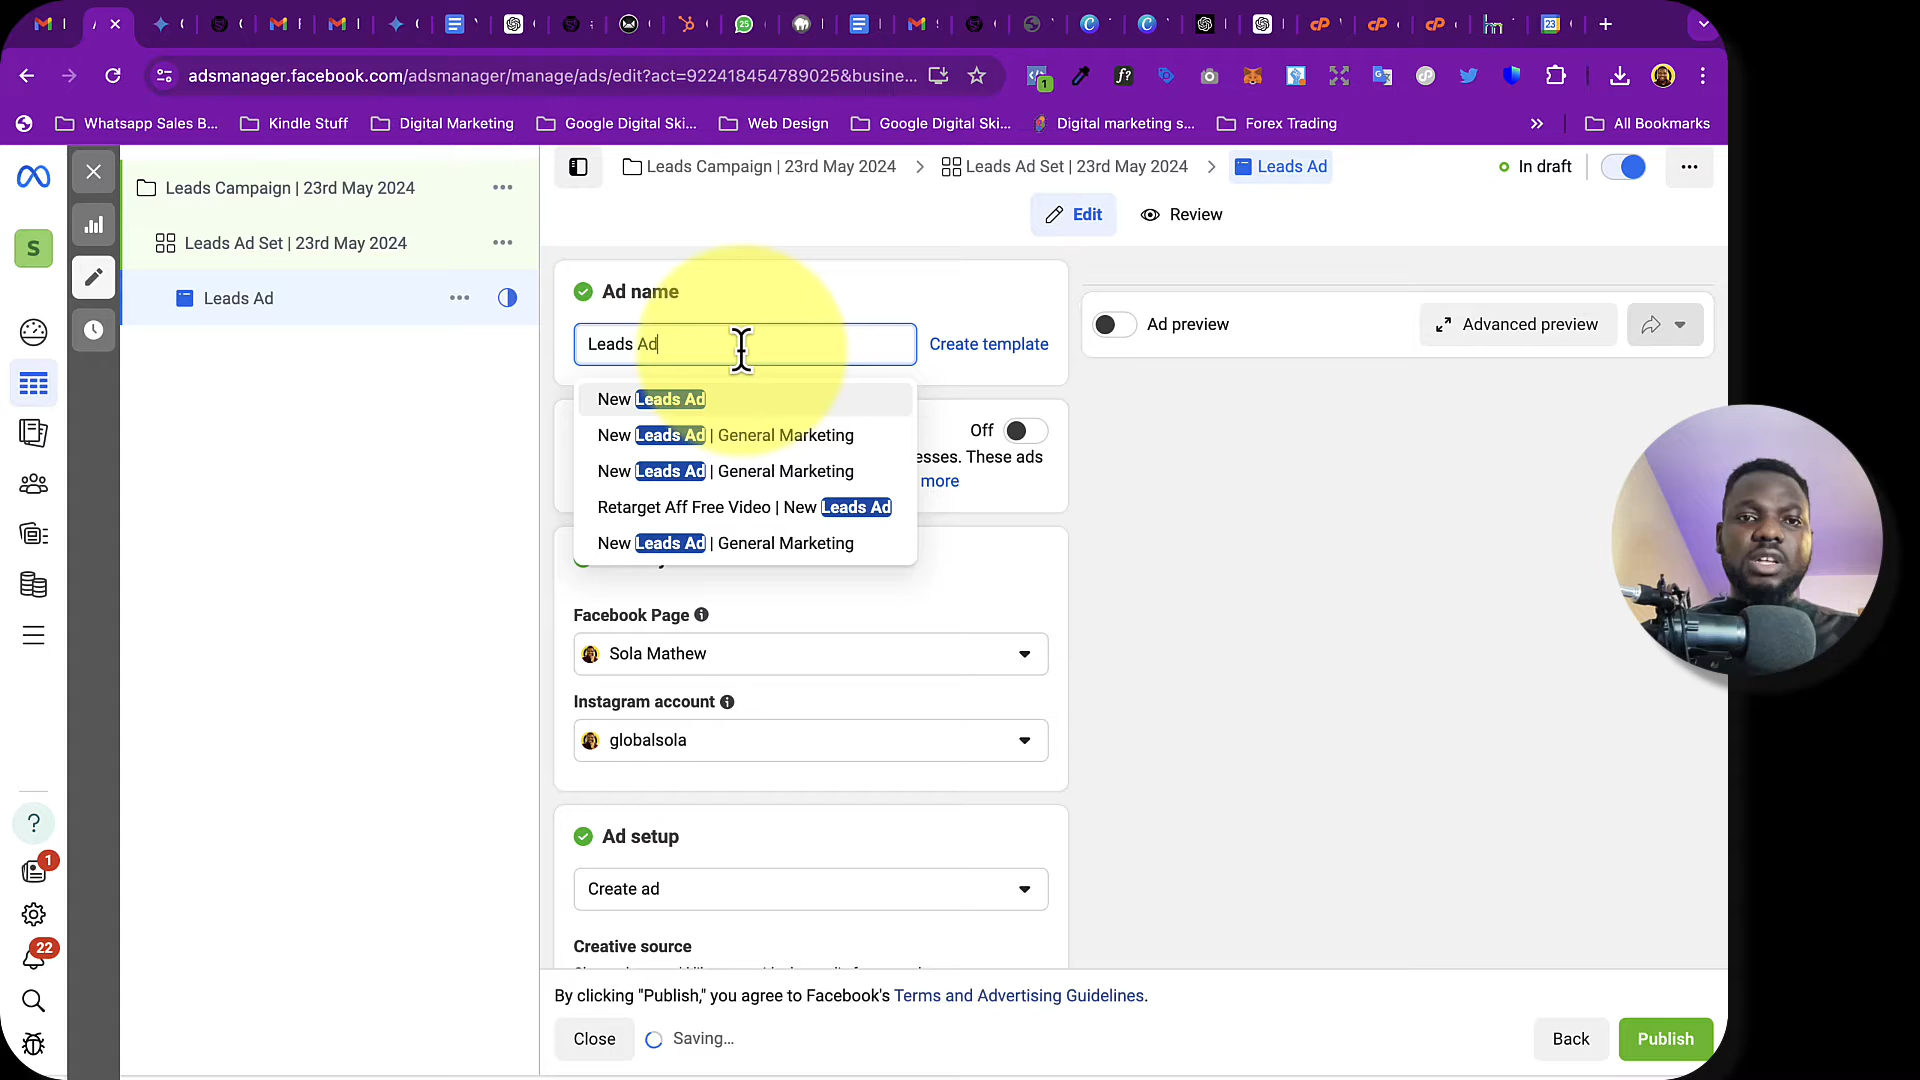 adsmanager.facebook.com/adsmanager/manage/ads/edit?act=922418454789025&busine...
Whatsapp Sales B...
Kindle Stuff
Digital Marketing
Google Digital Ski...
Web Design
Google Digital Ski...
Digital marketing s...
Forex Trading
All Bookmarks
Leads Campaign | 23rd May 2024
Leads Ad Set | 23rd May 2024
Leads Ad
Leads Campaign | 23rd May 2024
Leads Ad Set | 23rd May 2024
Leads Ad
In draft
Edit
Review
S
Ad name
Leads Ad
Create template
New Leads Ad
New Leads Ad | General Marketing
New Leads Ad | General Marketing
Retarget Aff Free Video | New Leads Ad
New Leads Ad | General Marketing
Off
esses. These ads
more
Ad preview
Advanced preview
Facebook Page
Sola Mathew
Instagram account
globalsola
Ad setup
Create ad
Creative source
1
22
By clicking "Publish," you agree to Facebook's Terms and Advertising Guidelines.
Close
Saving...
Back
Publish